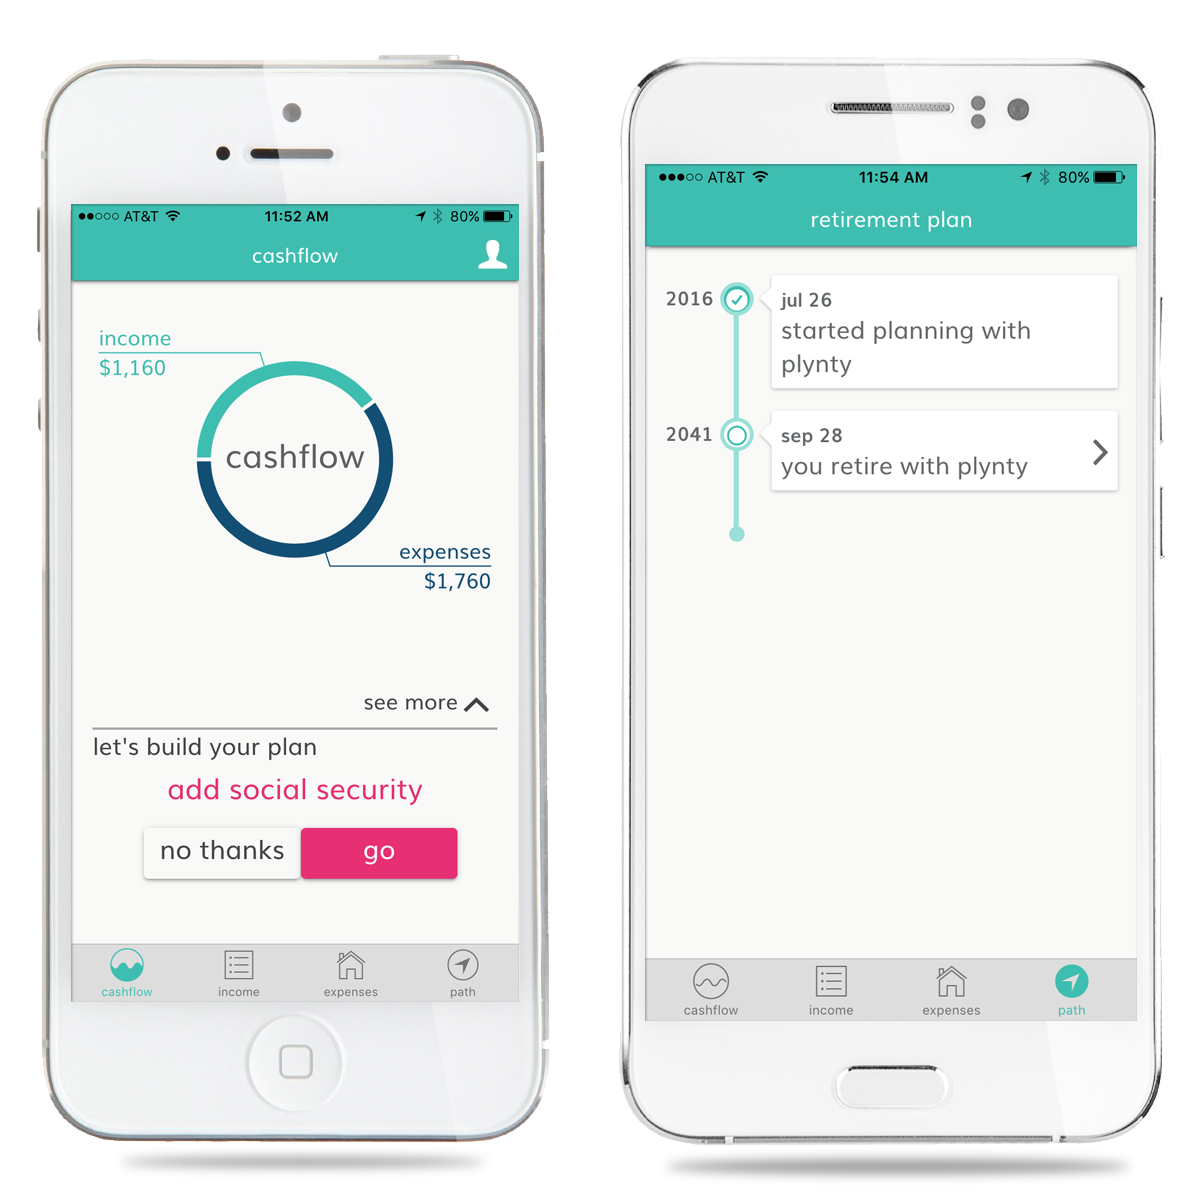 ●●○○○ AT&T 11:52 AM 80%
cashflow
income
$1,160
cashflow
expenses
$1,760
see more
let's build your plan
add social security
no thanks go
cashflow income expenses path
●●●○○ AT&T 11:54 AM 80%
retirement plan
2016 jul 26
started planning with
plynty
2041 sep 28
you retire with plynty
cashflow income expenses path